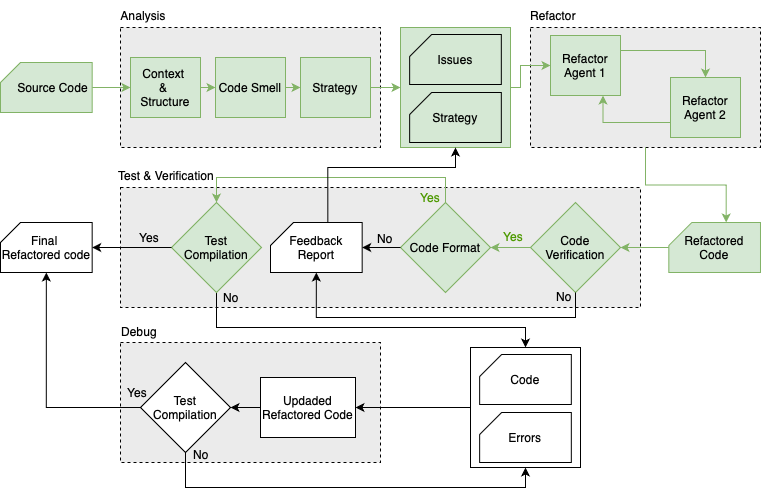 Analysis
Refactor
Source Code
Context
&
Structure
Code Smell
Strategy
Issues
Strategy
Refactor
Agent 1
Refactor
Agent 2
Test & Verification
Yes
Final
Refactored code
Yes
Test
Compilation
Feedback
Report
No
Code Format
Yes
Code
Verification
Refactored
Code
No
No
Debug
Yes
Test
Compilation
Updaded
Refactored Code
Code
Errors
No